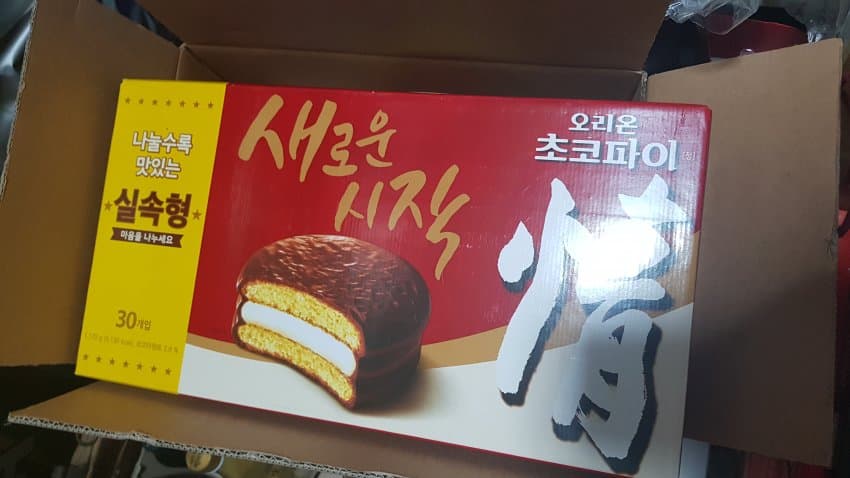 나눌수록
맛있는
실속형
마음을 나누세요
30개입
새로운
시작
오리온
초코파이
情